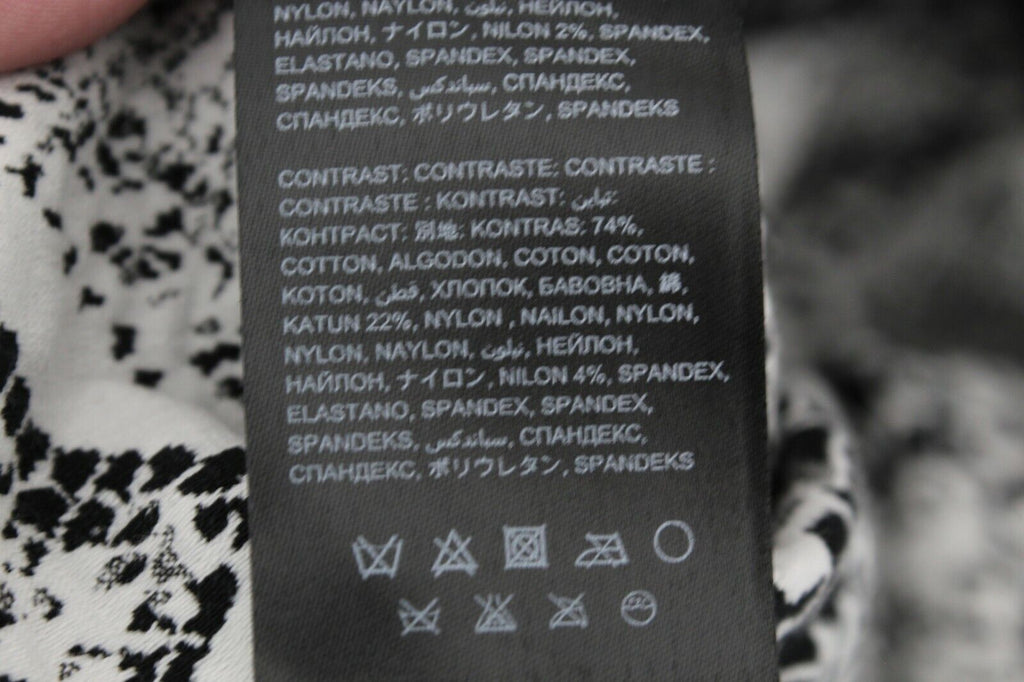 NYLON, NAYLON, نيلون, НЕЙЛОН,
НАЙЛОН, ナイロン, NILON 2%, SPANDEX,
ELASTANO, SPANDEX, SPANDEX,
SPANDEKS, سباندكس, СПАНДЕКС,
СПАНДЕКС, ポリウレタン, SPANDEKS
CONTRAST: CONTRASTE: CONTRASTE :
CONTRASTE : KONTRAST: تباين:
КОНТРАСТ: 別地: KONTRAS: 74%,
COTTON, ALGODON, COTON, COTON,
KOTON, قطن, ХЛОПОК, БАВОВНА, 綿,
KATUN 22%, NYLON , NAILON, NYLON,
NYLON, NAYLON, نيلون, НЕЙЛОН,
НАЙЛОН, ナイロン, NILON 4%, SPANDEX,
ELASTANO, SPANDEX, SPANDEX,
SPANDEKS, سباندكس, СПАНДЕКС,
СПАНДЕКС, ポリウレタン, SPANDEKS